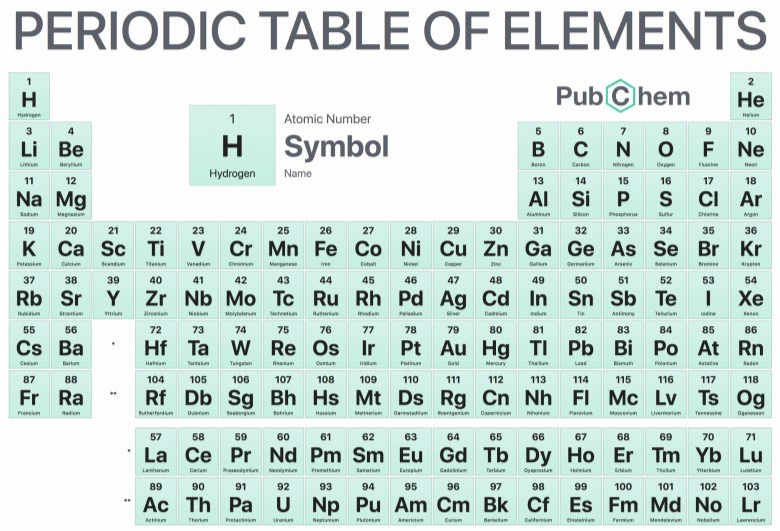 PERIODIC TABLE OF ELEMENTS
1 H Hydrogen
2 He Helium
PubChem
1 Atomic Number
H Symbol
Hydrogen Name
3 Li Lithium
4 Be Beryllium
5 B Boron
6 C Carbon
7 N Nitrogen
8 O Oxygen
9 F Fluorine
10 Ne Neon
11 Na Sodium
12 Mg Magnesium
13 Al Aluminum
14 Si Silicon
15 P Phosphorus
16 S Sulfur
17 Cl Chlorine
18 Ar Argon
19 K Potassium
20 Ca Calcium
21 Sc Scandium
22 Ti Titanium
23 V Vanadium
24 Cr Chromium
25 Mn Manganese
26 Fe Iron
27 Co Cobalt
28 Ni Nickel
29 Cu Copper
30 Zn Zinc
31 Ga Gallium
32 Ge Germanium
33 As Arsenic
34 Se Selenium
35 Br Bromine
36 Kr Krypton
37 Rb Rubidium
38 Sr Strontium
39 Y Yttrium
40 Zr Zirconium
41 Nb Niobium
42 Mo Molybdenum
43 Tc Technetium
44 Ru Ruthenium
45 Rh Rhodium
46 Pd Palladium
47 Ag Silver
48 Cd Cadmium
49 In Indium
50 Sn Tin
51 Sb Antimony
52 Te Tellurium
53 I Iodine
54 Xe Xenon
55 Cs Cesium
56 Ba Barium
*
72 Hf Hafnium
73 Ta Tantalum
74 W Tungsten
75 Re Rhenium
76 Os Osmium
77 Ir Iridium
78 Pt Platinum
79 Au Gold
80 Hg Mercury
81 Tl Thallium
82 Pb Lead
83 Bi Bismuth
84 Po Polonium
85 At Astatine
86 Rn Radon
87 Fr Francium
88 Ra Radium
**
104 Rf Rutherfordium
105 Db Dubnium
106 Sg Seaborgium
107 Bh Bohrium
108 Hs Hassium
109 Mt Meitnerium
110 Ds Darmstadtium
111 Rg Roentgenium
112 Cn Copernicium
113 Nh Nihonium
114 Fl Flerovium
115 Mc Moscovium
116 Lv Livermorium
117 Ts Tennessine
118 Og Oganesson
*
57 La Lanthanum
58 Ce Cerium
59 Pr Praseodymium
60 Nd Neodymium
61 Pm Promethium
62 Sm Samarium
63 Eu Europium
64 Gd Gadolinium
65 Tb Terbium
66 Dy Dysprosium
67 Ho Holmium
68 Er Erbium
69 Tm Thulium
70 Yb Ytterbium
71 Lu Lutetium
**
89 Ac Actinium
90 Th Thorium
91 Pa Protactinium
92 U Uranium
93 Np Neptunium
94 Pu Plutonium
95 Am Americium
96 Cm Curium
97 Bk Berkelium
98 Cf Californium
99 Es Einsteinium
100 Fm Fermium
101 Md Mendelevium
102 No Nobelium
103 Lr Lawrencium